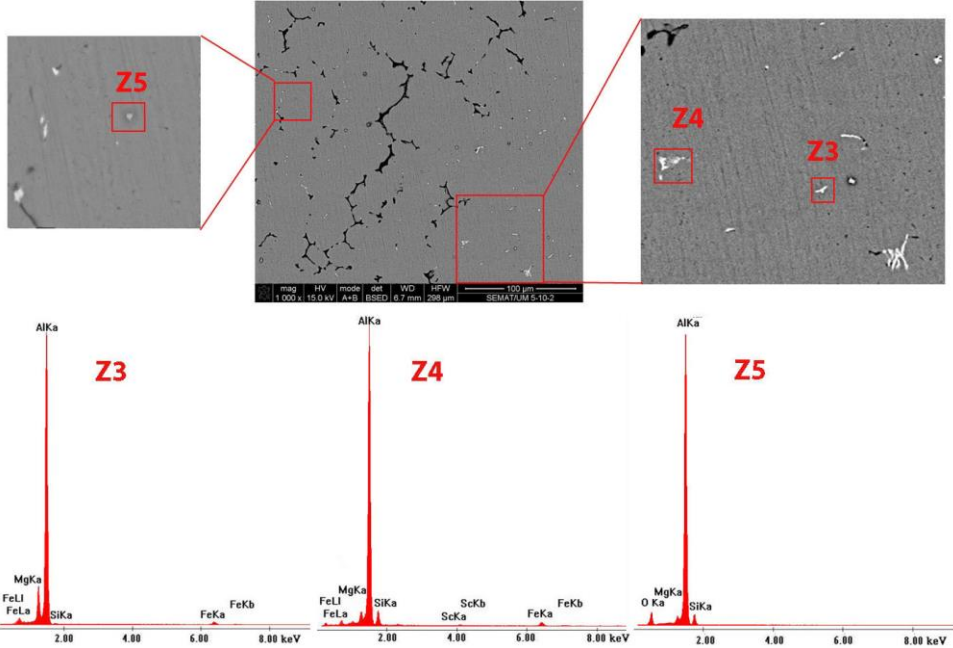 Z5
Z4
Z3
mag HV mode det WD HFW 100 µm
1 000 x 15.0 kV A+B BSED 6.7 mm 298 µm SEMAT/UM 5-10-2
Z3
AlKa
MgKa
FeLl
FeLa
SiKa
FeKa
FeKb
2.00 4.00 6.00 8.00 keV
Z4
AlKa
MgKa
FeLl
FeLa
SiKa
ScKa
ScKb
FeKa
FeKb
2.00 4.00 6.00 8.00 keV
Z5
AlKa
MgKa
O Ka
SiKa
2.00 4.00 6.00 8.00 keV